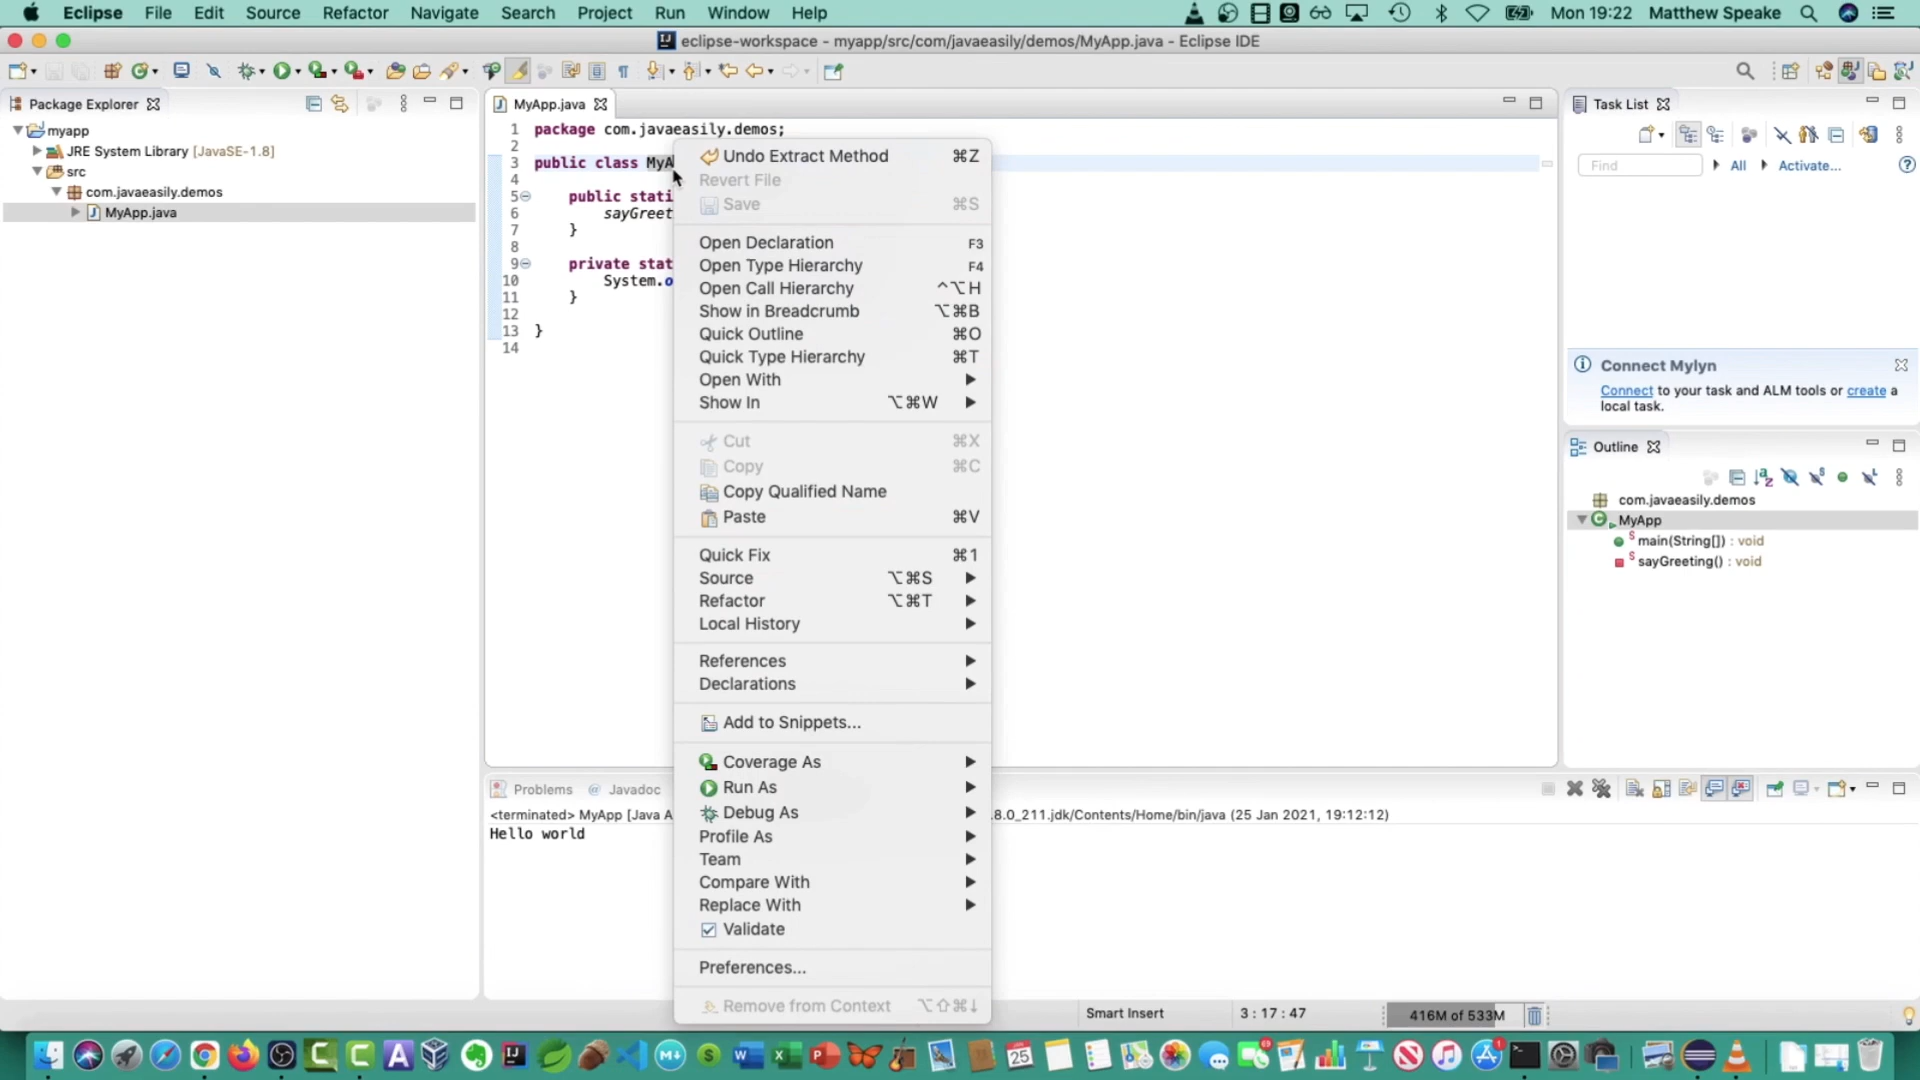 Eclipse File Edit Source Refactor Navigate Search Project Run Window Help
Mon 19:22 Matthew Speake
eclipse-workspace - myapp/src/com/javaeasily/demos/MyApp.java - Eclipse IDE
Package Explorer
myapp
JRE System Library [JavaSE-1.8]
src
com.javaeasily.demos
MyApp.java
MyApp.java
1 package com.javaeasily.demos;
2
3 public class MyA
4
5 public stati
6 sayGreet
7 }
8
9 private stat
10 System.o
11 }
12
13 }
14
Undo Extract Method ⌘Z
Revert File
Save ⌘S
Open Declaration F3
Open Type Hierarchy F4
Open Call Hierarchy ^⌥H
Show in Breadcrumb ⌥⌘B
Quick Outline ⌘O
Quick Type Hierarchy ⌘T
Open With
Show In ⌥⌘W
Cut ⌘X
Copy ⌘C
Copy Qualified Name
Paste ⌘V
Quick Fix ⌘1
Source ⌥⌘S
Refactor ⌥⌘T
Local History
References
Declarations
Add to Snippets...
Coverage As
Run As
Debug As
Profile As
Team
Compare With
Replace With
Validate
Preferences...
Remove from Context ⌥⇧⌘↓
Task List
Find All Activate...
Connect Mylyn
Connect to your task and ALM tools or create a
local task.
Outline
com.javaeasily.demos
MyApp
main(String[]) : void
sayGreeting() : void
Problems @ Javadoc
<terminated> MyApp [Java A .8.0_211.jdk/Contents/Home/bin/java (25 Jan 2021, 19:12:12)
Hello world
Smart Insert 3 : 17 : 47 416M of 533M